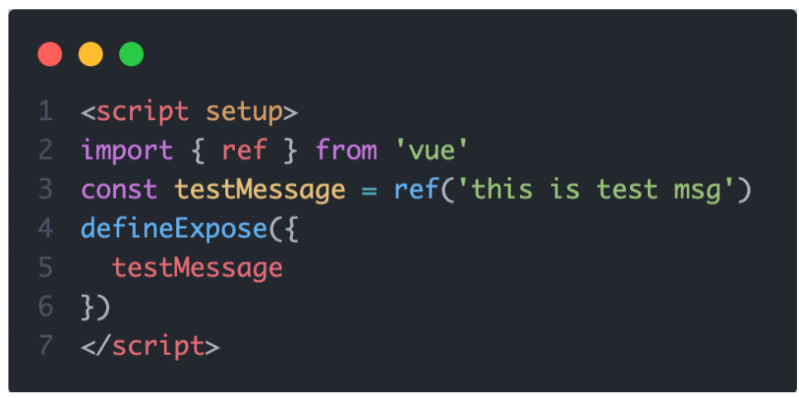 1 <script setup>
2 import { ref } from 'vue'
3 const testMessage = ref('this is test msg')
4 defineExpose({
5   testMessage
6 })
7 </script>